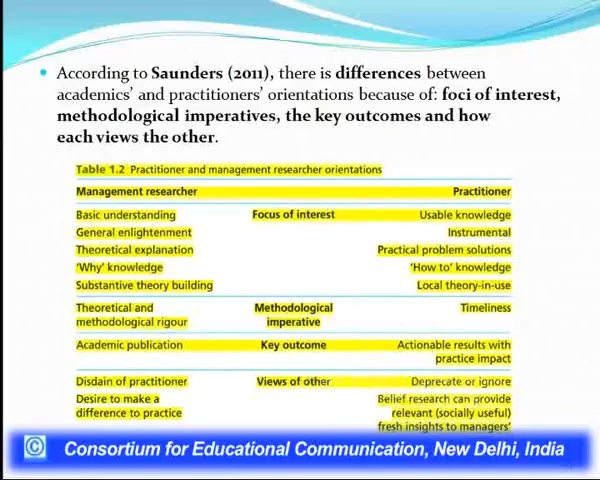 • According to Saunders (2011), there is differences between
academics' and practitioners' orientations because of: foci of interest,
methodological imperatives, the key outcomes and how
each views the other.
Table 1.2 Practitioner and management researcher orientations
Management researcher Practitioner
Basic understanding Focus of interest Usable knowledge
General enlightenment Instrumental
Theoretical explanation Practical problem solutions
'Why' knowledge 'How to' knowledge
Substantive theory building Local theory-in-use
Theoretical and Methodological Timeliness
methodological rigour imperative
Academic publication Key outcome Actionable results with
practice impact
Disdain of practitioner Views of other Deprecate or ignore
Desire to make a Belief research can provide
difference to practice relevant (socially useful)
fresh insights to managers'
© Consortium for Educational Communication, New Delhi, India